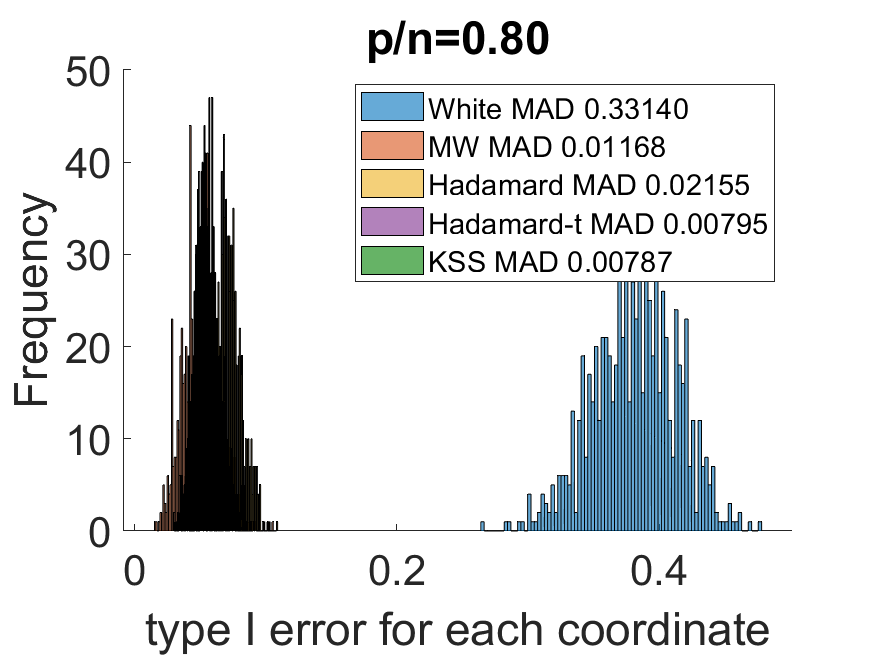 p/n=0.80
50
40
30
20
10
0
Frequency
White MAD 0.33140
MW MAD 0.01168
Hadamard MAD 0.02155
Hadamard-t MAD 0.00795
KSS MAD 0.00787
0 0.2 0.4
type I error for each coordinate